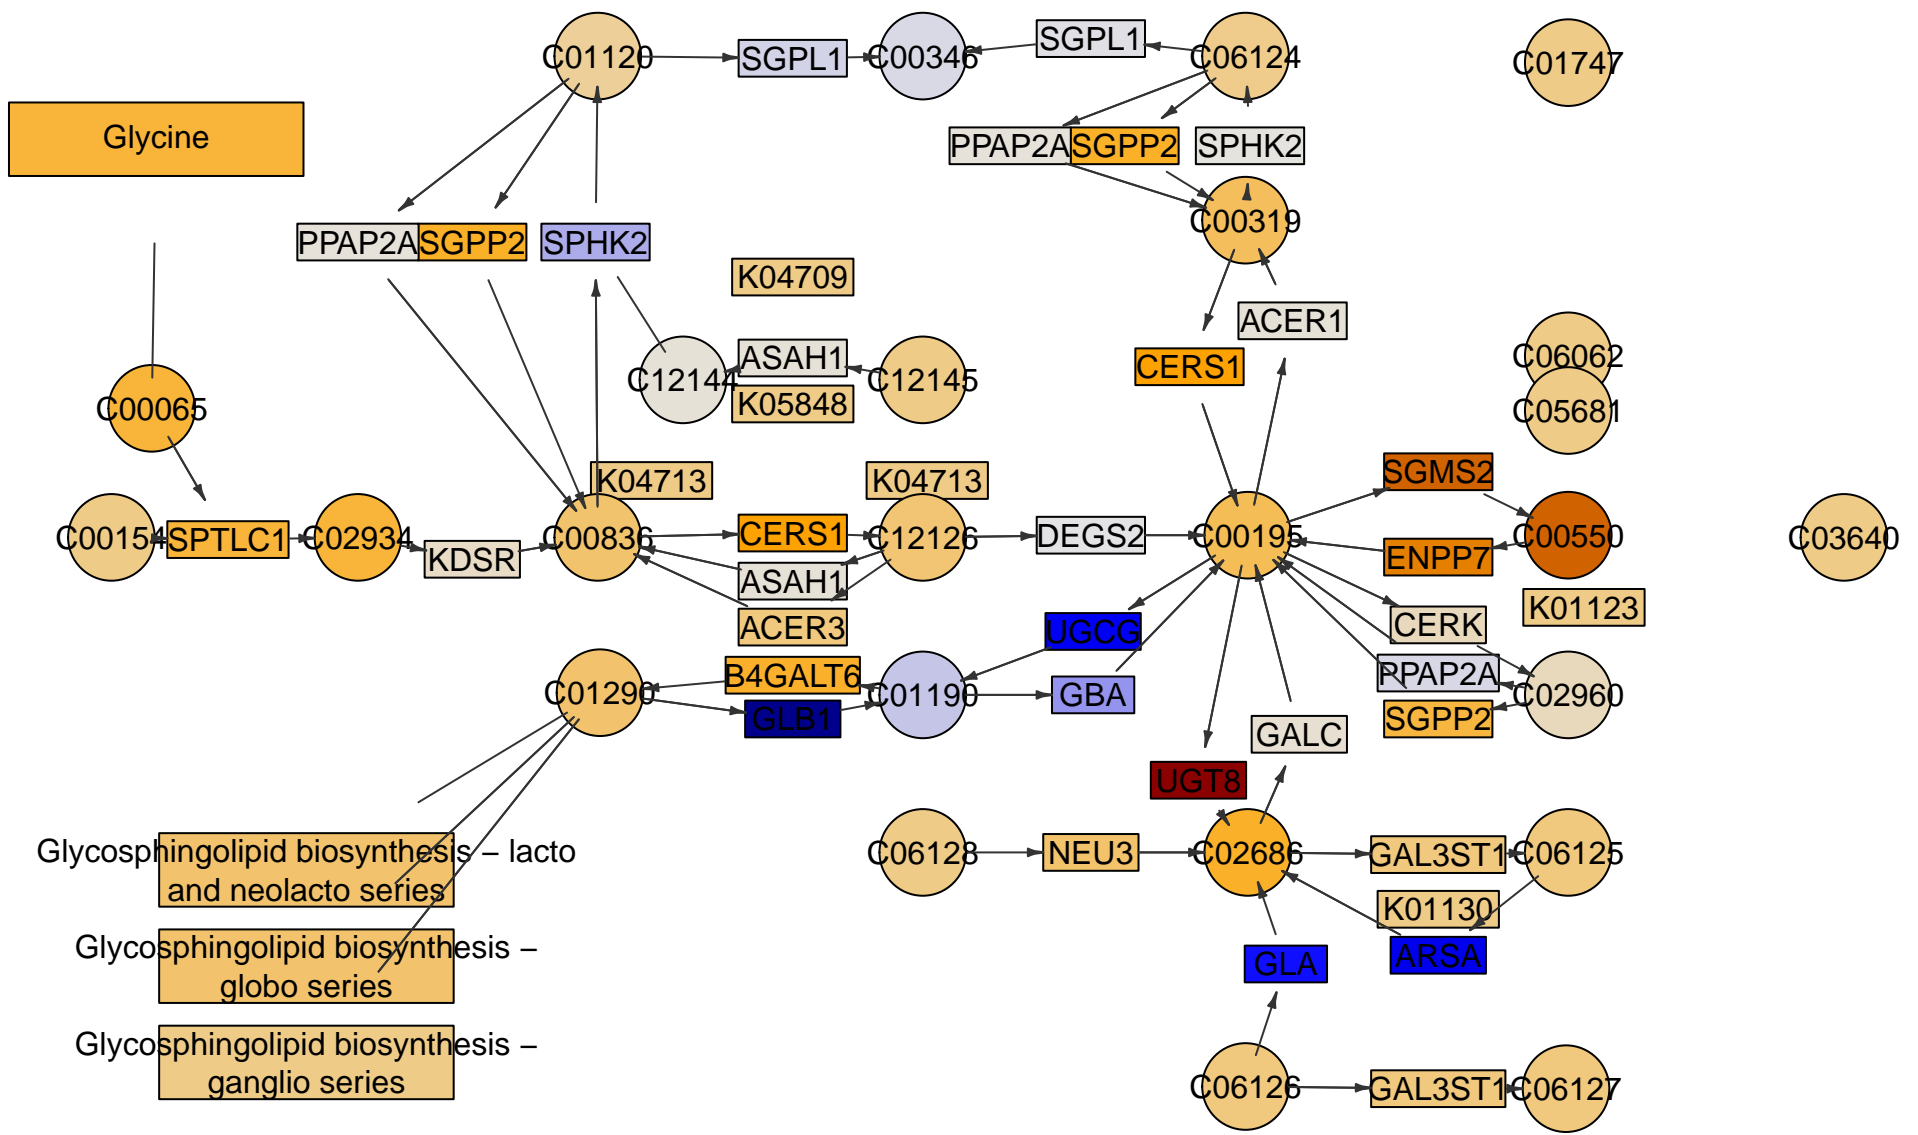 C01120
SGPL1
C00346
SGPL1
C06124
C01747
Glycine
PPAP2A
SGPP2
SPHK2
PPAP2A
SGPP2
SPHK2
C00319
K04709
ACER1
C12144
ASAH1
K05848
C12145
CERS1
C06062
C05681
C00065
K04713
K04713
SGMS2
C00154
SPTLC1
C02934
KDSR
C00836
CERS1
ASAH1
ACER3
C12126
DEGS2
C00195
ENPP7
C00550
C03640
K01123
UGCG
CERK
C01290
B4GALT6
GLB1
C01190
GBA
PPAP2A
SGPP2
C02960
GALC
UGT8
Glycosphingolipid biosynthesis – lacto
and neolacto series
C06128
NEU3
C02686
GAL3ST1
C06125
K01130
ARSA
Glycosphingolipid biosynthesis –
globo series
GLA
Glycosphingolipid biosynthesis –
ganglio series
C06126
GAL3ST1
C06127